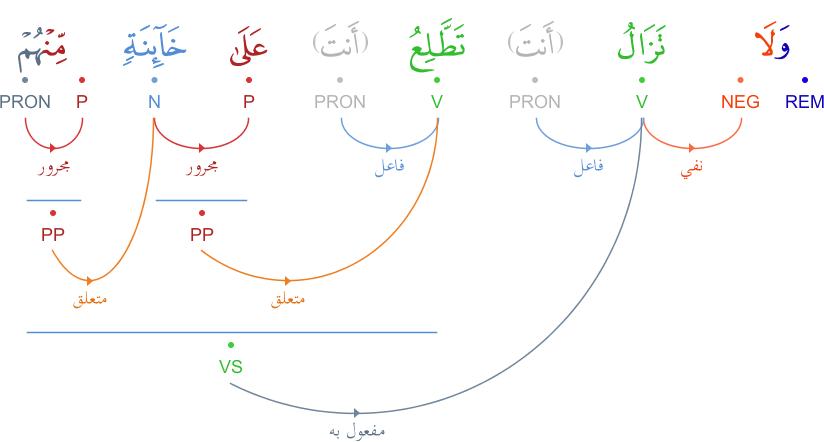 وَلَا تَزَالُ (أَنتَ) تَطَّلِعُ (أَنتَ) عَلَىٰ خَآئِنَةٍ مِّنْهُمْ
REM NEG V PRON V PRON P N P PRON
نفي فاعل فاعل مجرور مجرور
PP PP
متعلق متعلق
VS
مفعول به